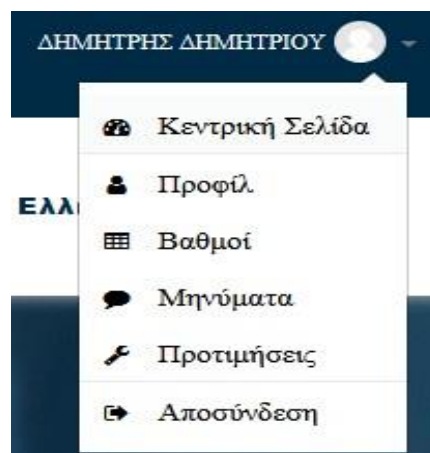 ΔΗΜΗΤΡΗΣ ΔΗΜΗΤΡΙΟΥ
Κεντρική Σελίδα
Προφίλ
Βαθμοί
Μηνύματα
Προτιμήσεις
Αποσύνδεση